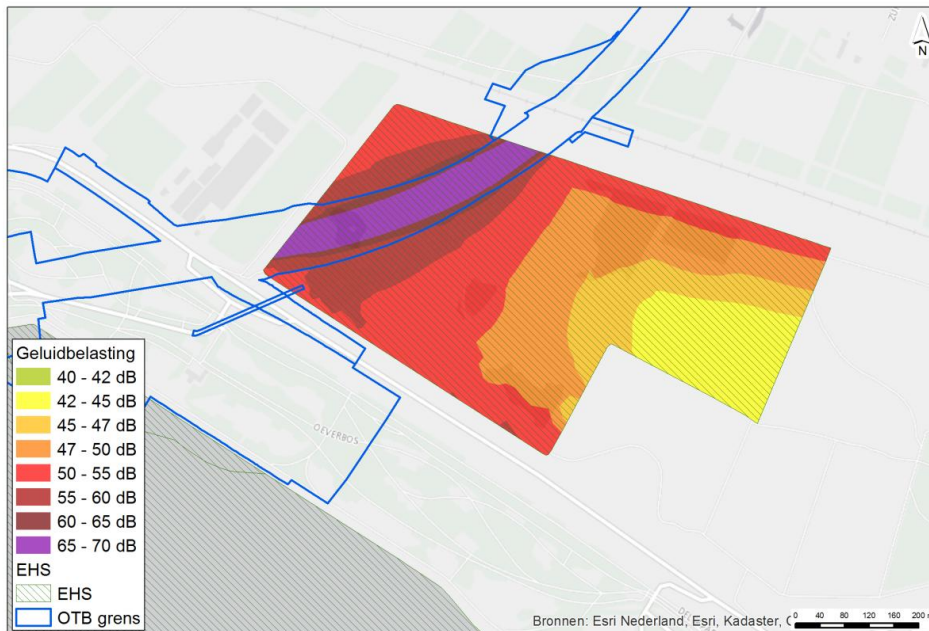 N
Geluidbelasting
40 - 42 dB
42 - 45 dB
45 - 47 dB
47 - 50 dB
50 - 55 dB
55 - 60 dB
60 - 65 dB
65 - 70 dB
EHS
EHS
OTB grens
OEVERBOS
Bronnen: Esri Nederland, Esri, Kadaster,
0 40 80 120 160 200